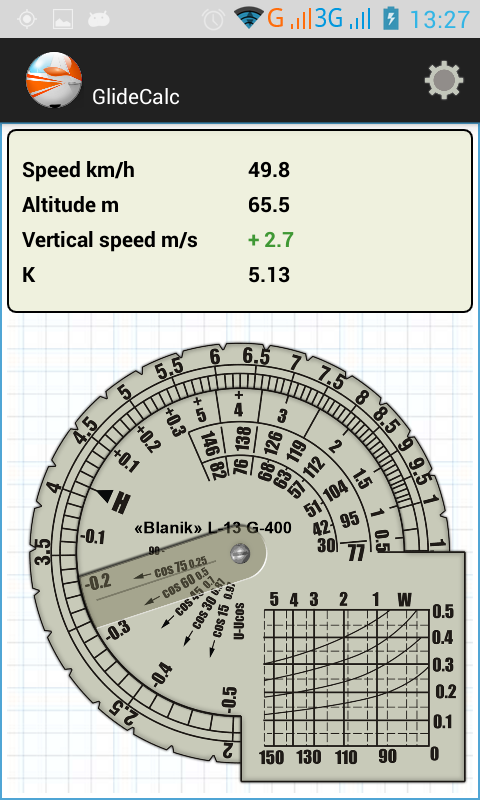 G 3G 13:27
GlideCalc
Speed km/h 49.8
Altitude m 65.5
Vertical speed m/s + 2.7
K 5.13
3.5 4 4.5 5 5.5 6 6.5 7 7.5 8 8.5 9 9.5 1
+0.1 +0.2 +0.3 + 5 + 4 3 2 1.5 1 0.5
146 138 126 119 112 104 95 77
82 76 68 63 57 51 42 30
H
«Blanik» L-13 G-400
90
-0.1
-0.2
-0.3
-0.4
-0.5
cos 75 0.25
cos 60 0.5
cos 45 0.7
cos 30
cos 15
U-Ucos
2.5
2
5 4 3 2 1 W
0.5
0.4
0.3
0.2
0.1
0
150 130 110 90